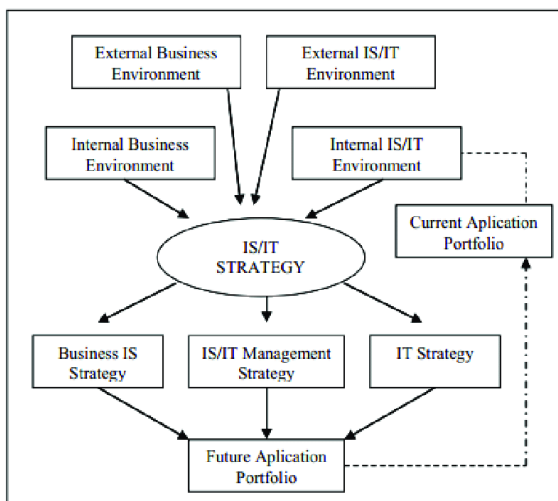 External Business
Environment
External IS/IT
Environment
Internal Business
Environment
Internal IS/IT
Environment
Current Aplication
Portfolio
IS/IT
STRATEGY
Business IS
Strategy
IS/IT Management
Strategy
IT Strategy
Future Aplication
Portfolio